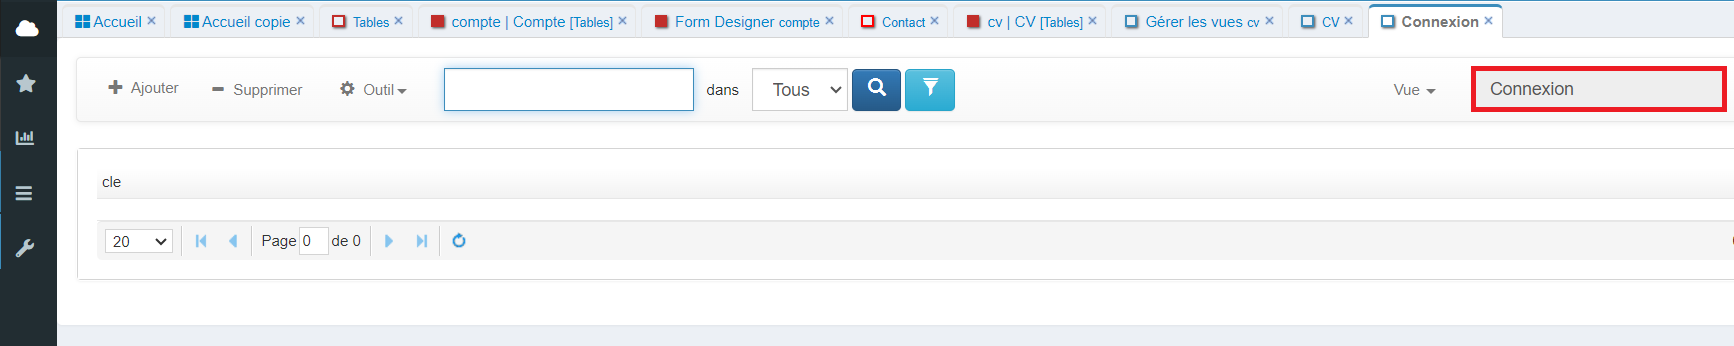 Accueil × Accueil copie × Tables × compte | Compte [Tables] × Form Designer compte × Contact × cv | CV [Tables] × Gérer les vues cv × CV × Connexion ×
Ajouter Supprimer Outil dans Tous Vue Connexion
cle
20 Page 0 de 0